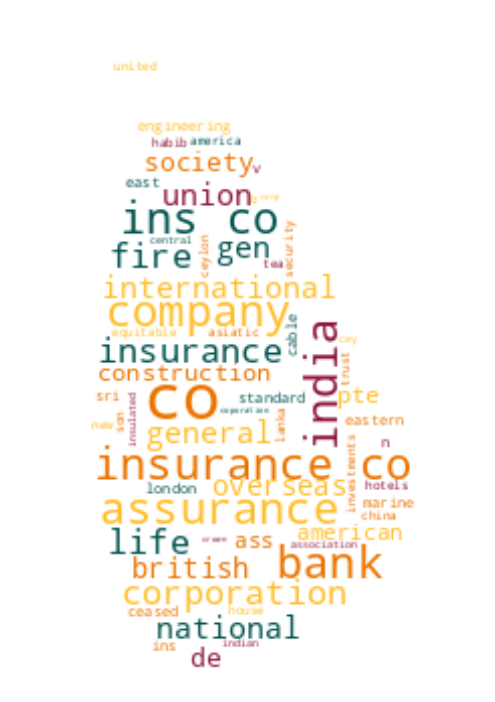 united
engineering
habib america
society v
east
union
ins co
central
fire gen
ceylon security
tea
international
company
equitable asiatic cable cey
insurance india
construction trust
co standard pte
sri insulated
general lanka eastern
new son n
insurance co
london overseas investments hotels
assurance marine
china
life ass american
association
british bank
corporation
ceased house
national
ins indian
de